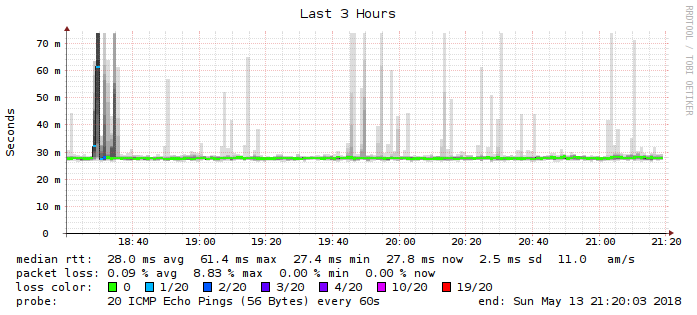 Last 3 Hours
RRDTOOL / TOBI OETIKER
Seconds
70 m
60 m
50 m
40 m
30 m
20 m
10 m
0
18:40 19:00 19:20 19:40 20:00 20:20 20:40 21:00 21:20
median rtt: 28.0 ms avg 61.4 ms max 27.4 ms min 27.8 ms now 2.5 ms sd 11.0 am/s
packet loss: 0.09 % avg 8.83 % max 0.00 % min 0.00 % now
loss color: 0 1/20 2/20 3/20 4/20 10/20 19/20
probe: 20 ICMP Echo Pings (56 Bytes) every 60s end: Sun May 13 21:20:03 2018